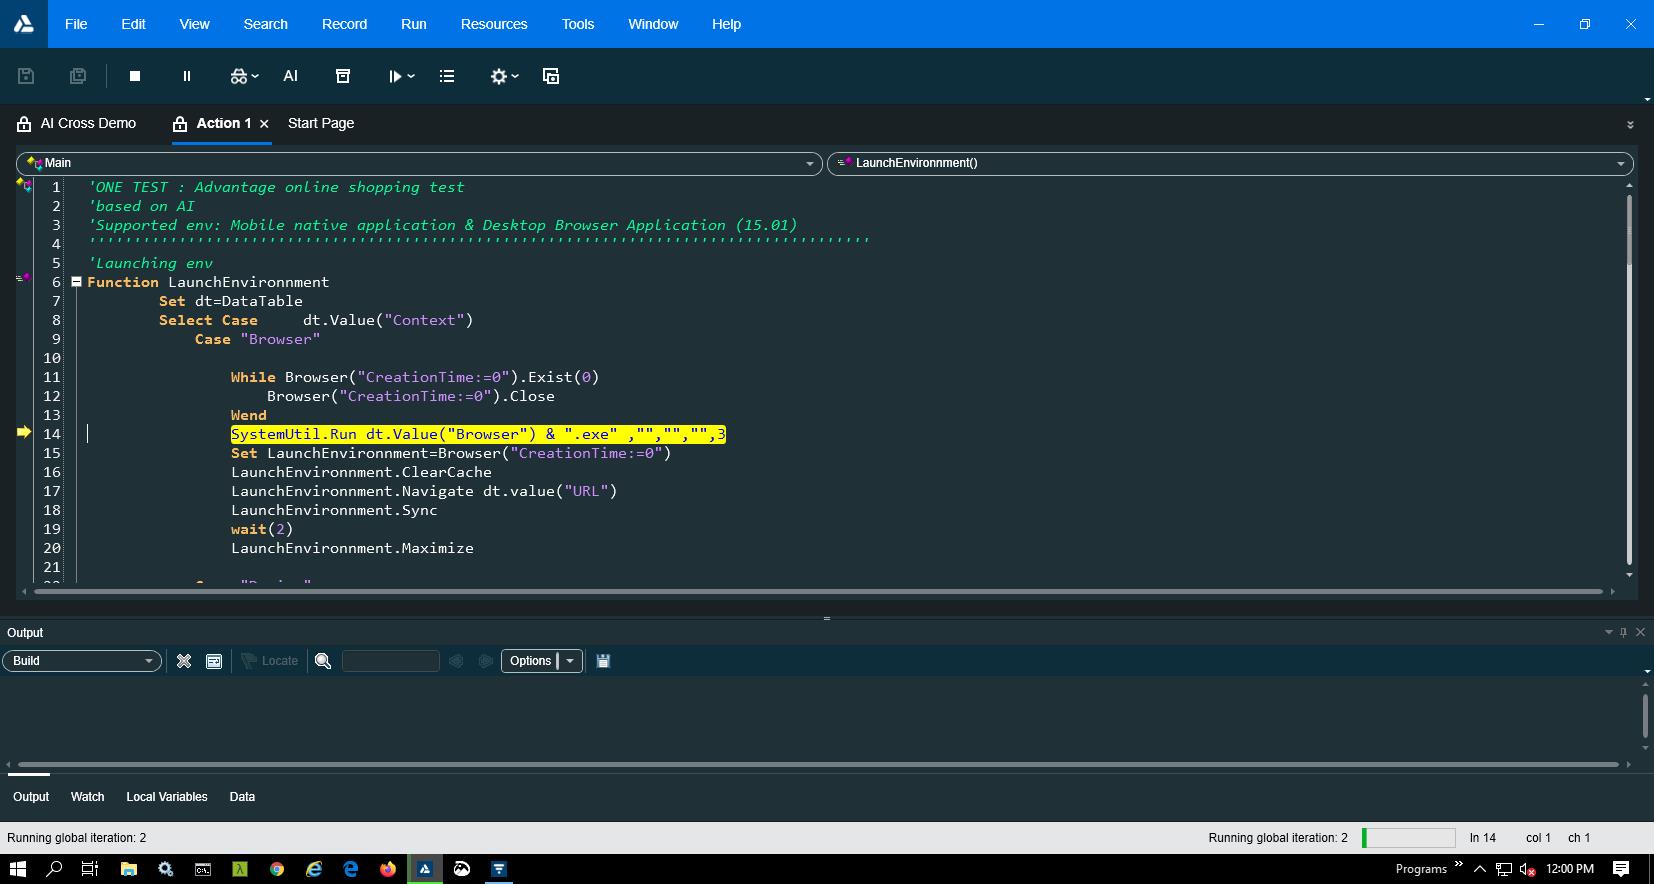 File Edit View Search Record Run Resources Tools Window Help
AI
AI Cross Demo Action 1 Start Page
Main LaunchEnvironnment()
1 'ONE TEST : Advantage online shopping test
2 'based on AI
3 'Supported env: Mobile native application & Desktop Browser Application (15.01)
4 '''''''''''''''''''''''''''''''''''''''''''''''''''''''''''''''''''''''''''''''''''''''
5 'Launching env
6 Function LaunchEnvironnment
7 Set dt=DataTable
8 Select Case dt.Value("Context")
9 Case "Browser"
10
11 While Browser("CreationTime:=0").Exist(0)
12 Browser("CreationTime:=0").Close
13 Wend
14 SystemUtil.Run dt.Value("Browser") & ".exe" ,"","","",3
15 Set LaunchEnvironnment=Browser("CreationTime:=0")
16 LaunchEnvironnment.ClearCache
17 LaunchEnvironnment.Navigate dt.value("URL")
18 LaunchEnvironnment.Sync
19 wait(2)
20 LaunchEnvironnment.Maximize
21
Output
Build Locate Options
Output Watch Local Variables Data
Running global iteration: 2 Running global iteration: 2 ln 14 col 1 ch 1
Programs 12:00 PM